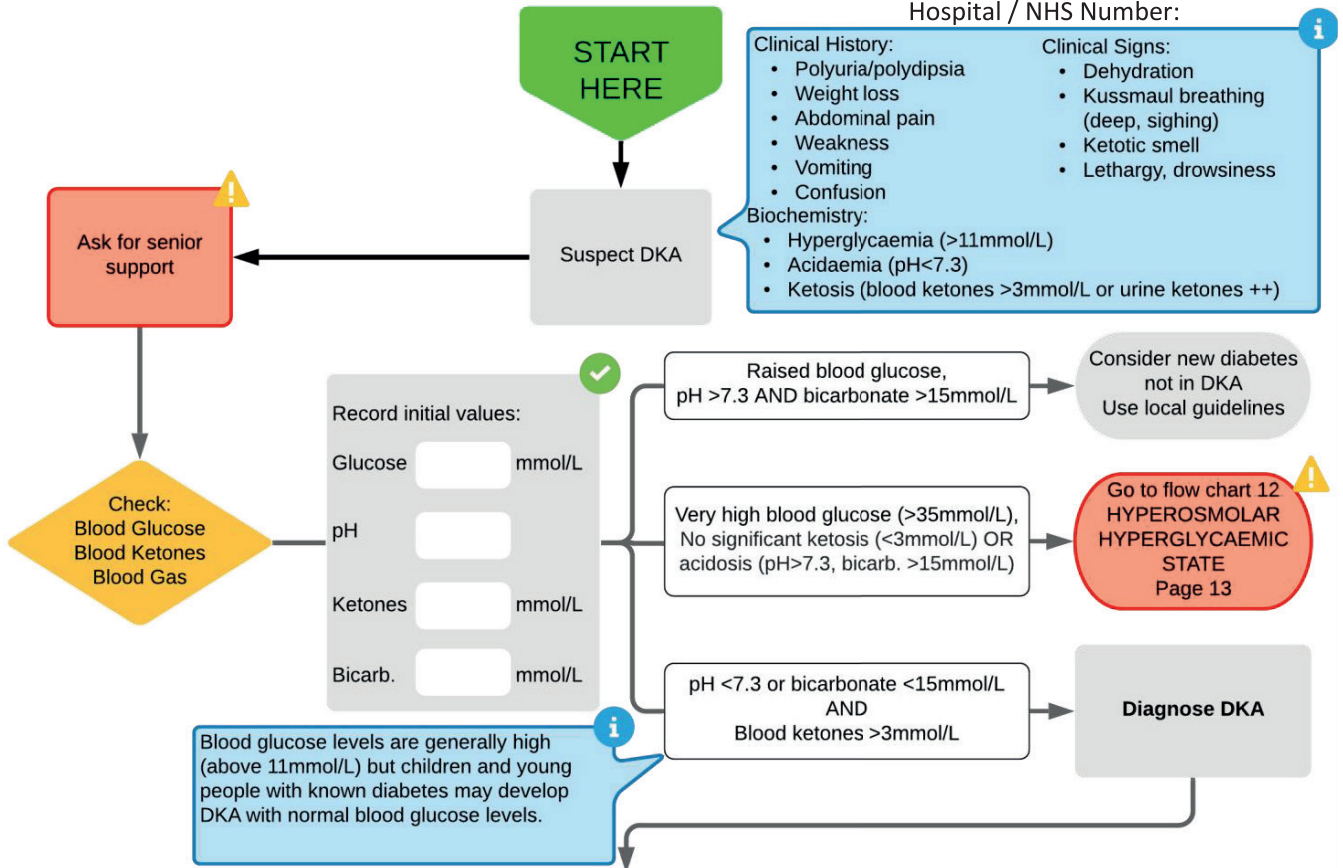 Hospital / NHS Number:
START
HERE
Clinical History:
• Polyuria/polydipsia
• Weight loss
• Abdominal pain
• Weakness
• Vomiting
• Confusion
Clinical Signs:
• Dehydration
• Kussmaul breathing
(deep, sighing)
• Ketotic smell
• Lethargy, drowsiness
Biochemistry:
• Hyperglycaemia (>11mmol/L)
• Acidaemia (pH<7.3)
• Ketosis (blood ketones >3mmol/L or urine ketones ++)
Suspect DKA
Ask for senior
support
Check:
Blood Glucose
Blood Ketones
Blood Gas
Record initial values:
Glucose mmol/L
pH
Ketones mmol/L
Bicarb. mmol/L
Raised blood glucose,
pH >7.3 AND bicarbonate >15mmol/L
Consider new diabetes
not in DKA
Use local guidelines
Very high blood glucose (>35mmol/L),
No significant ketosis (<3mmol/L) OR
acidosis (pH>7.3, bicarb. >15mmol/L)
Go to flow chart 12
HYPEROSMOLAR
HYPERGLYCAEMIC
STATE
Page 13
pH <7.3 or bicarbonate <15mmol/L
AND
Blood ketones >3mmol/L
Diagnose DKA
Blood glucose levels are generally high
(above 11mmol/L) but children and young
people with known diabetes may develop
DKA with normal blood glucose levels.